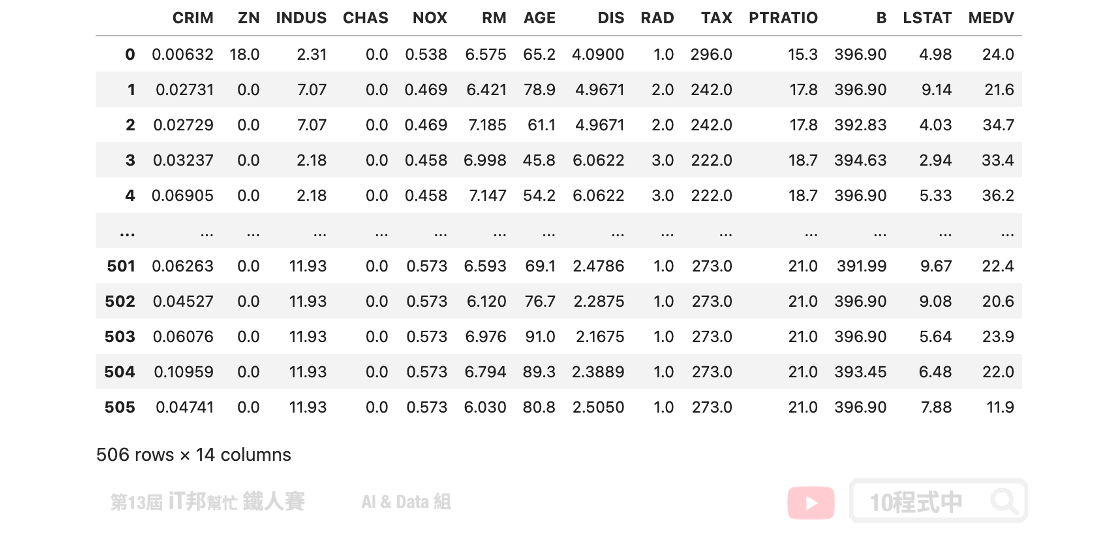 CRIM ZN INDUS CHAS NOX RM AGE DIS RAD TAX PTRATIO B LSTAT MEDV
0 0.00632 18.0 2.31 0.0 0.538 6.575 65.2 4.0900 1.0 296.0 15.3 396.90 4.98 24.0
1 0.02731 0.0 7.07 0.0 0.469 6.421 78.9 4.9671 2.0 242.0 17.8 396.90 9.14 21.6
2 0.02729 0.0 7.07 0.0 0.469 7.185 61.1 4.9671 2.0 242.0 17.8 392.83 4.03 34.7
3 0.03237 0.0 2.18 0.0 0.458 6.998 45.8 6.0622 3.0 222.0 18.7 394.63 2.94 33.4
4 0.06905 0.0 2.18 0.0 0.458 7.147 54.2 6.0622 3.0 222.0 18.7 396.90 5.33 36.2
... ... ... ... ... ... ... ... ... ... ... ... ... ... ...
501 0.06263 0.0 11.93 0.0 0.573 6.593 69.1 2.4786 1.0 273.0 21.0 391.99 9.67 22.4
502 0.04527 0.0 11.93 0.0 0.573 6.120 76.7 2.2875 1.0 273.0 21.0 396.90 9.08 20.6
503 0.06076 0.0 11.93 0.0 0.573 6.976 91.0 2.1675 1.0 273.0 21.0 396.90 5.64 23.9
504 0.10959 0.0 11.93 0.0 0.573 6.794 89.3 2.3889 1.0 273.0 21.0 393.45 6.48 22.0
505 0.04741 0.0 11.93 0.0 0.573 6.030 80.8 2.5050 1.0 273.0 21.0 396.90 7.88 11.9
506 rows × 14 columns
第13屆 iT邦幫忙 鐵人賽 AI & Data 組 10程式中